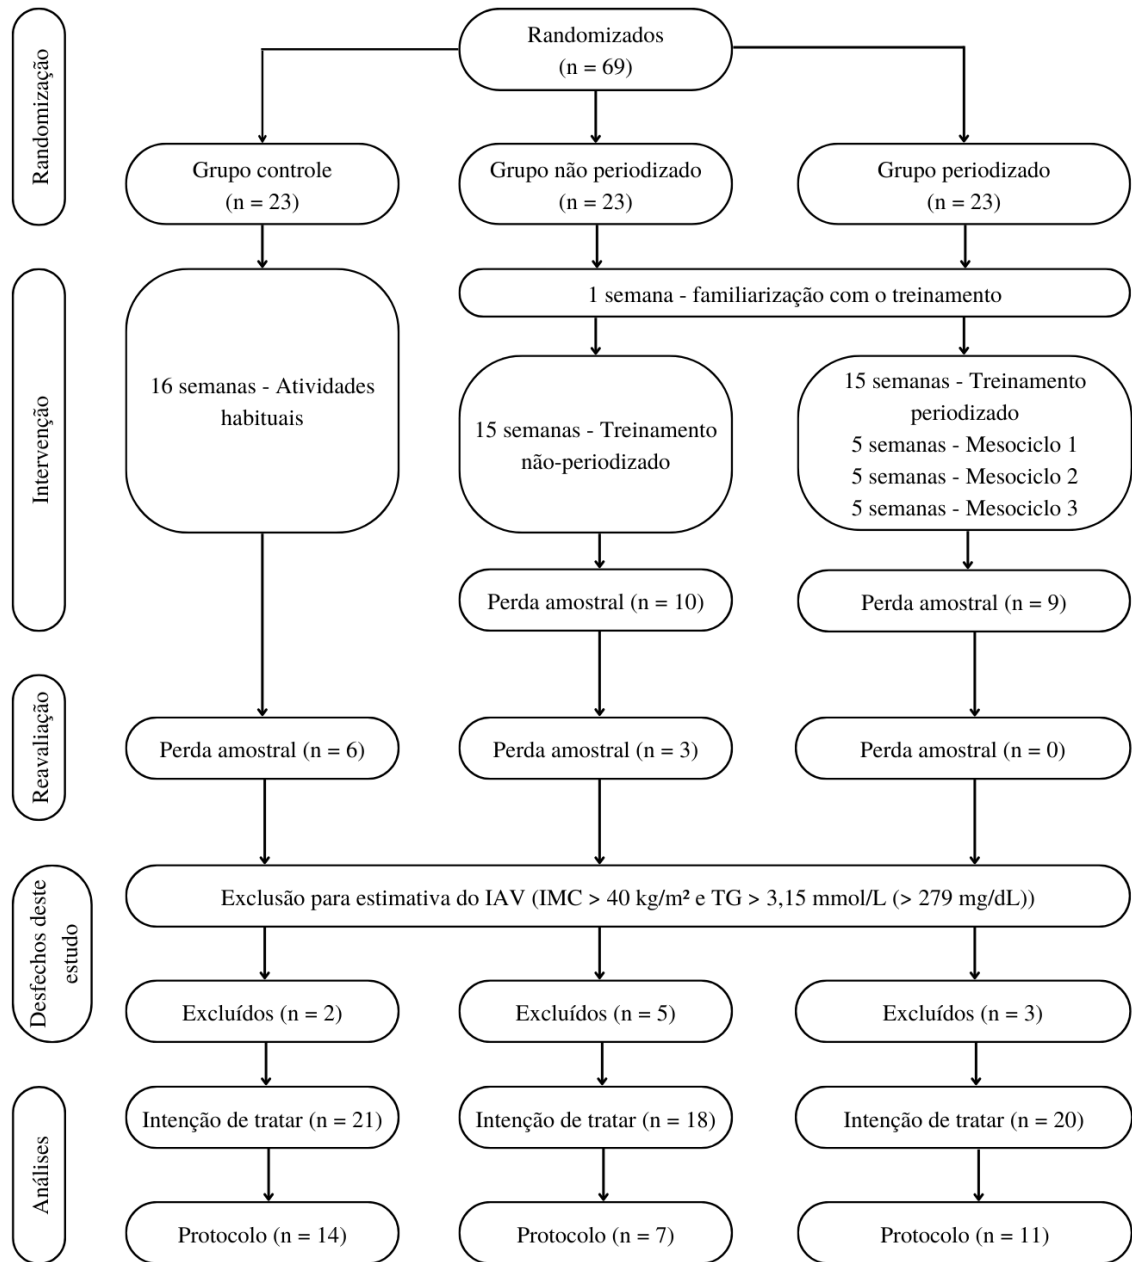 Randomização
Randomizados
(n = 69)
Grupo controle
(n = 23)
Grupo não periodizado
(n = 23)
Grupo periodizado
(n = 23)
Intervenção
1 semana - familiarização com o treinamento
16 semanas - Atividades
habituais
15 semanas - Treinamento
não-periodizado
15 semanas - Treinamento
periodizado
5 semanas - Mesociclo 1
5 semanas - Mesociclo 2
5 semanas - Mesociclo 3
Perda amostral (n = 10)
Perda amostral (n = 9)
Reavaliação
Perda amostral (n = 6)
Perda amostral (n = 3)
Perda amostral (n = 0)
Desfechos deste
estudo
Exclusão para estimativa do IAV (IMC > 40 kg/m² e TG > 3,15 mmol/L (> 279 mg/dL))
Excluídos (n = 2)
Excluídos (n = 5)
Excluídos (n = 3)
Análises
Intenção de tratar (n = 21)
Intenção de tratar (n = 18)
Intenção de tratar (n = 20)
Protocolo (n = 14)
Protocolo (n = 7)
Protocolo (n = 11)